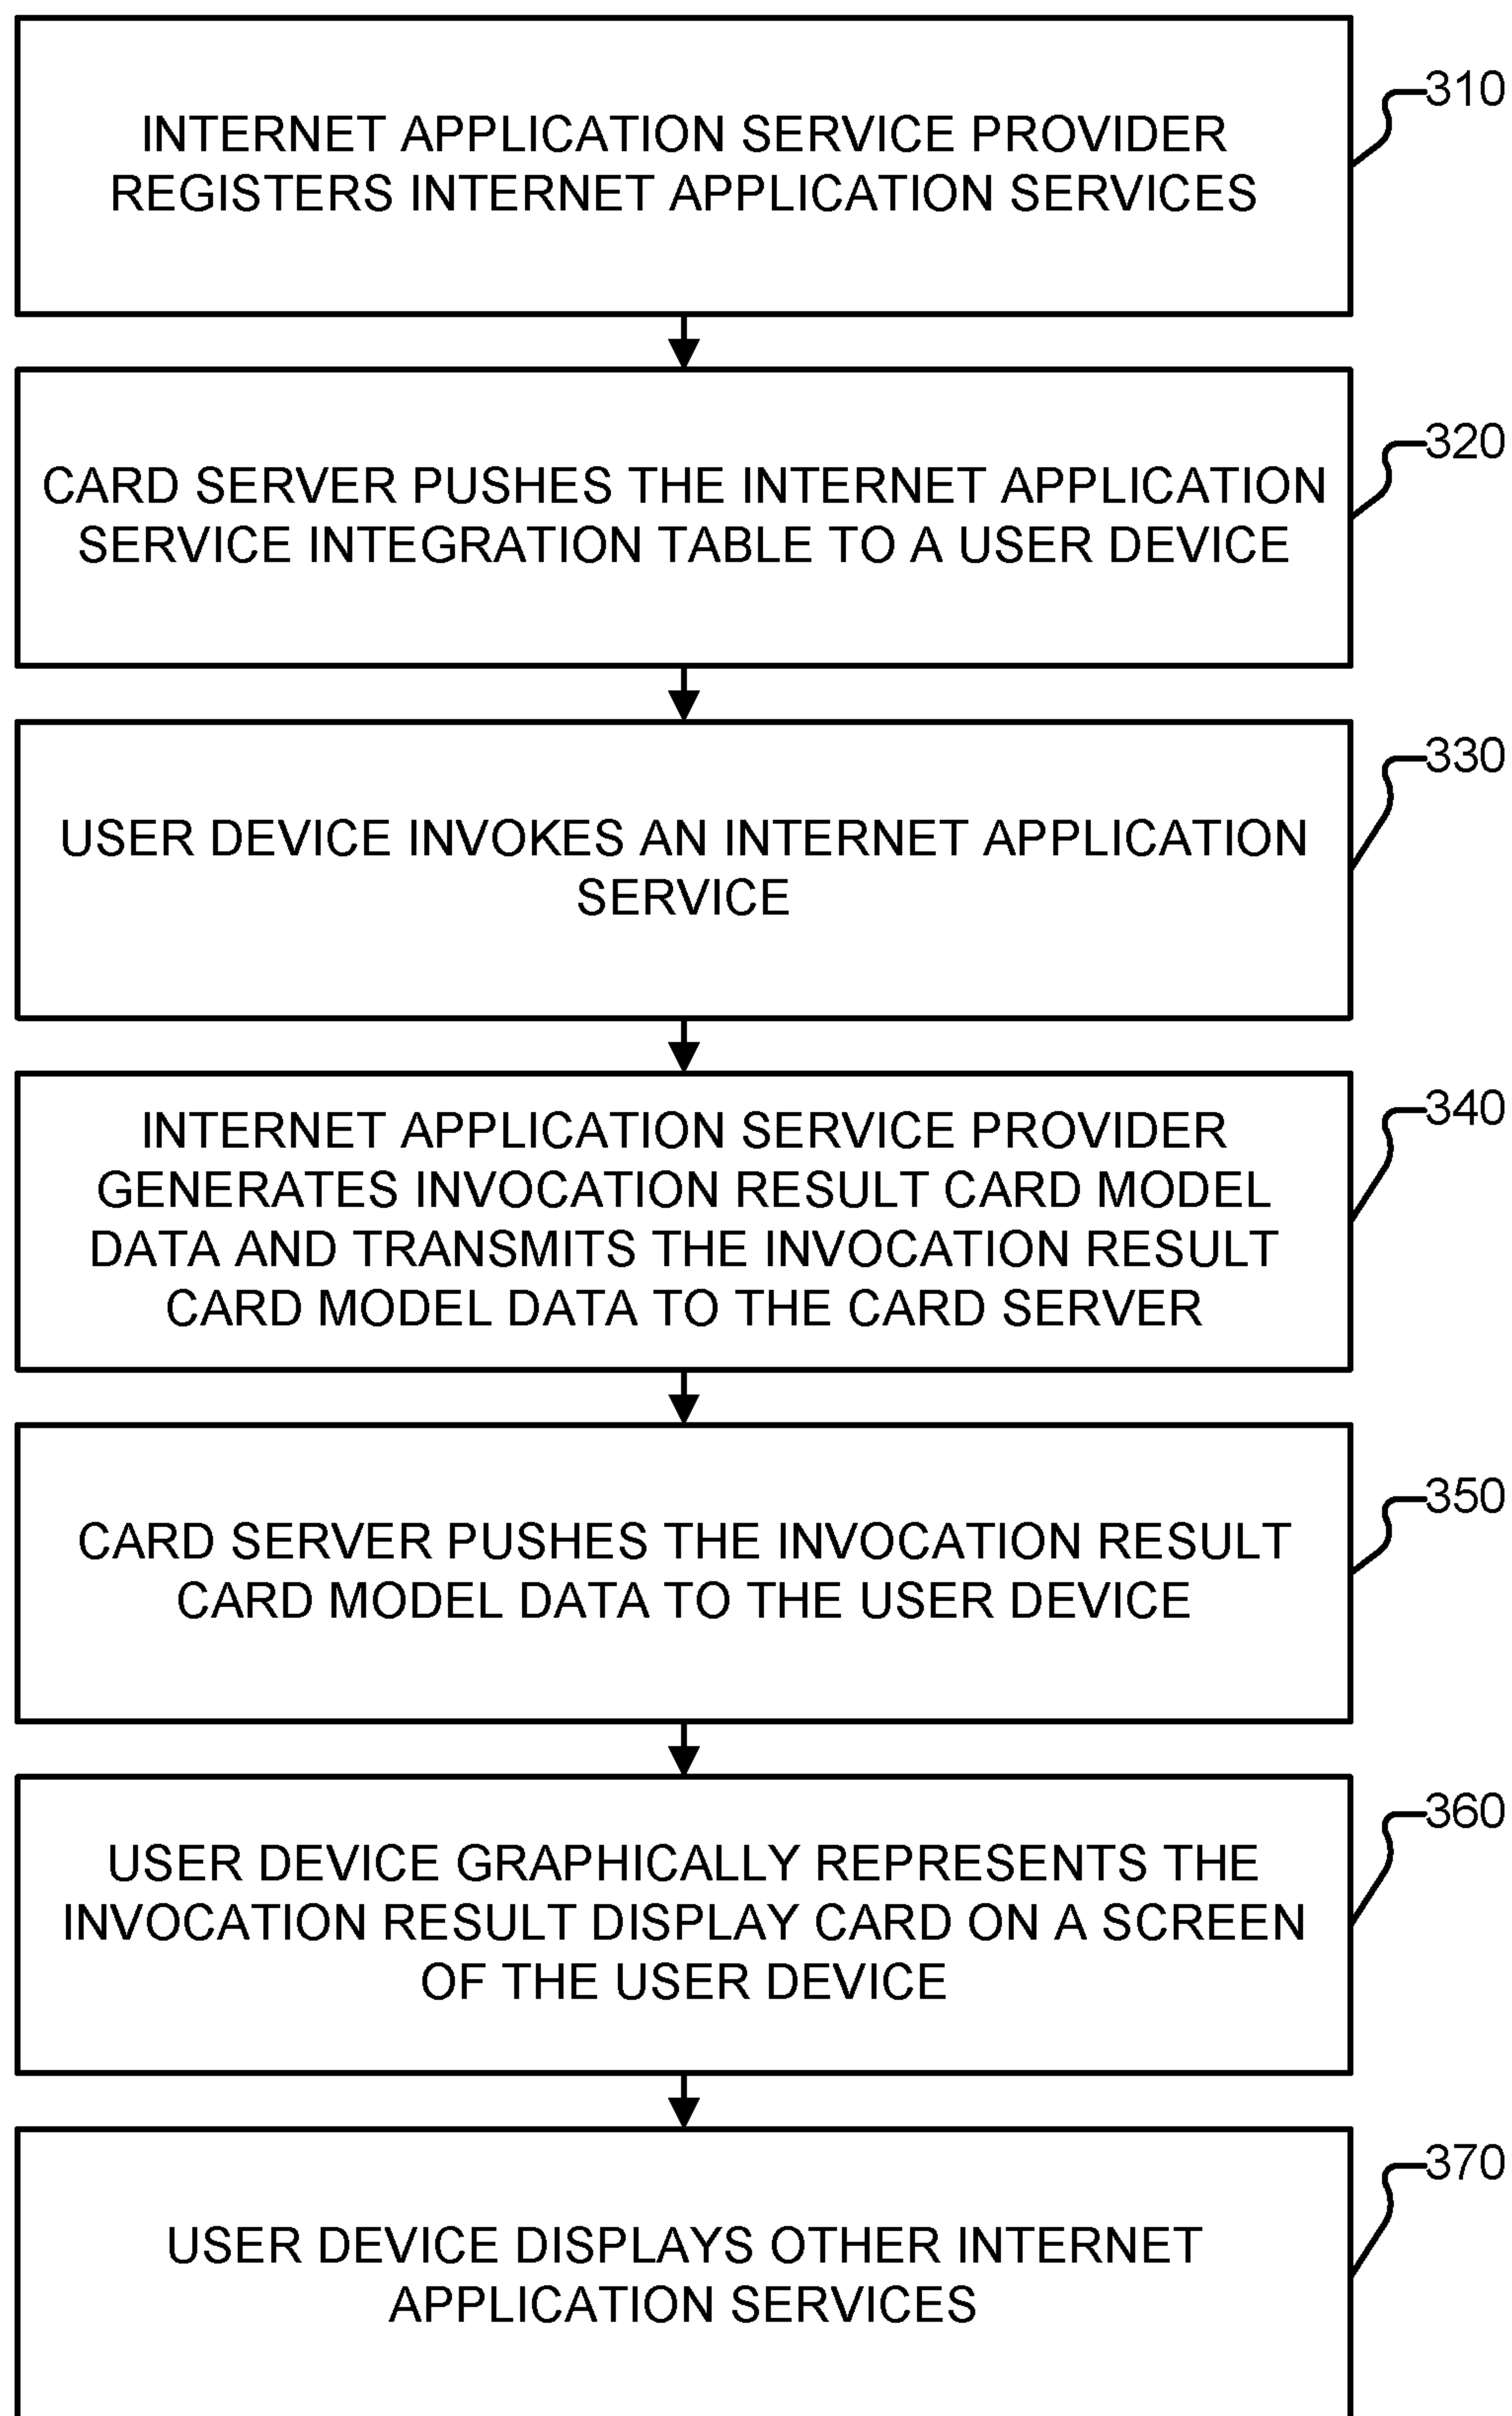 INTERNET APPLICATION SERVICE PROVIDER
REGISTERS INTERNET APPLICATION SERVICES
310
CARD SERVER PUSHES THE INTERNET APPLICATION
SERVICE INTEGRATION TABLE TO A USER DEVICE
320
USER DEVICE INVOKES AN INTERNET APPLICATION
SERVICE
330
INTERNET APPLICATION SERVICE PROVIDER
GENERATES INVOCATION RESULT CARD MODEL
DATA AND TRANSMITS THE INVOCATION RESULT
CARD MODEL DATA TO THE CARD SERVER
340
CARD SERVER PUSHES THE INVOCATION RESULT
CARD MODEL DATA TO THE USER DEVICE
350
USER DEVICE GRAPHICALLY REPRESENTS THE
INVOCATION RESULT DISPLAY CARD ON A SCREEN
OF THE USER DEVICE
360
USER DEVICE DISPLAYS OTHER INTERNET
APPLICATION SERVICES
370